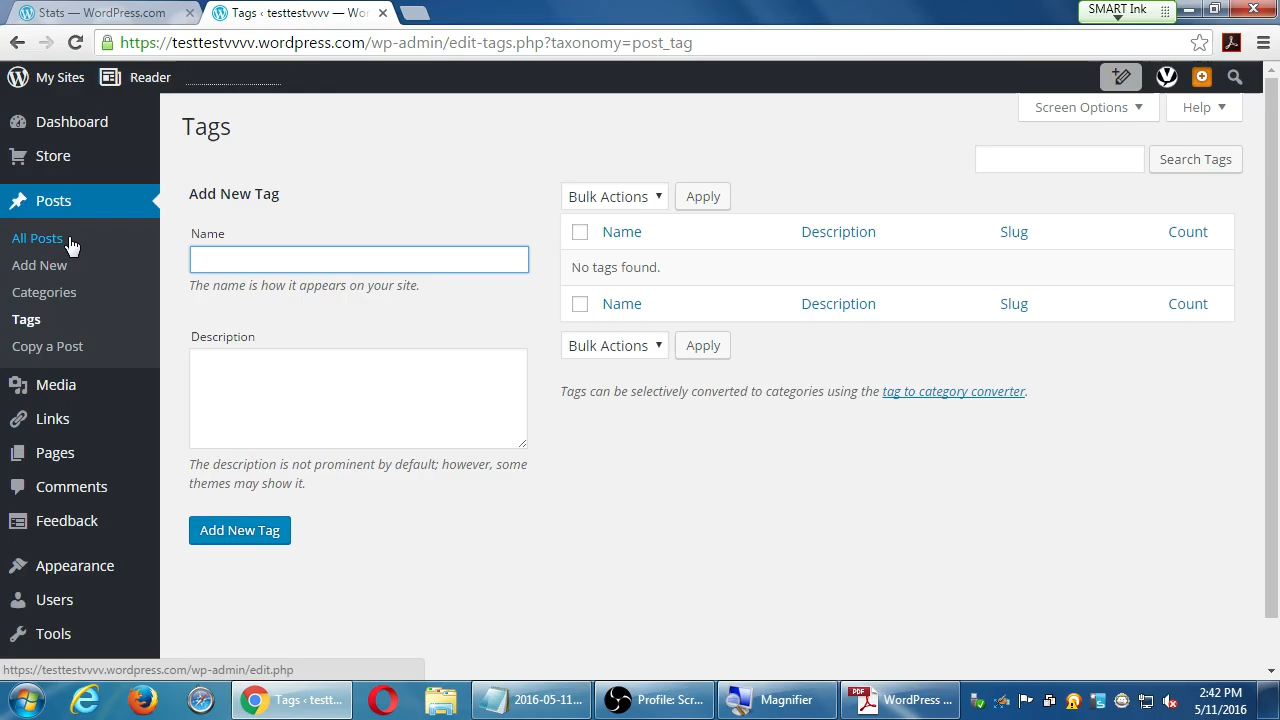 Stats — WordPress.com
Tags ‹ testtestvvvv — Wo
SMART Ink
https://testtestvvvv.wordpress.com/wp-admin/edit-tags.php?taxonomy=post_tag
My Sites
Reader
Dashboard
Store
Posts
All Posts
Add New
Categories
Tags
Copy a Post
Media
Links
Pages
Comments
Feedback
Appearance
Users
Tools
Screen Options
Help
Tags
Search Tags
Add New Tag
Name
The name is how it appears on your site.
Description
The description is not prominent by default; however, some
themes may show it.
Add New Tag
Bulk Actions
Apply
Name Description Slug Count
No tags found.
Name Description Slug Count
Bulk Actions
Apply
Tags can be selectively converted to categories using the tag to category converter.
https://testtestvvvv.wordpress.com/wp-admin/edit.php
Tags ‹ testt...
2016-05-11...
Profile: Scr...
Magnifier
PDF
WordPress ...
2:42 PM
5/11/2016